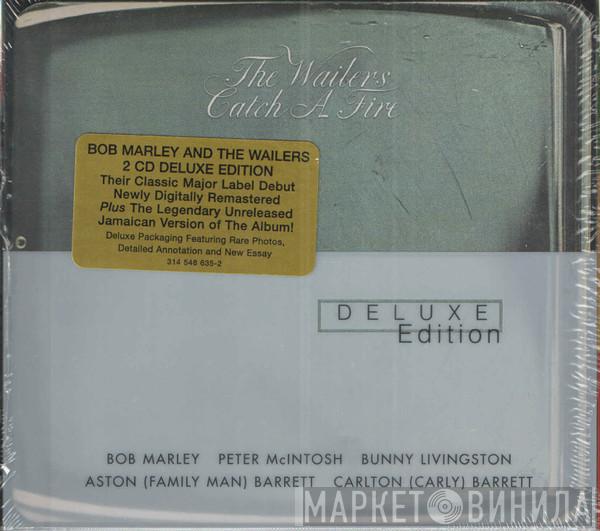 The Wailers
Catch A Fire
BOB MARLEY AND THE WAILERS
2 CD DELUXE EDITION
Their Classic Major Label Debut
Newly Digitally Remastered
Plus The Legendary Unreleased
Jamaican Version of The Album!
Deluxe Packaging Featuring Rare Photos,
Detailed Annotation and New Essay
314 548 635-2
DELUXE
Edition
BOB MARLEY PETER McINTOSH BUNNY LIVINGSTON
ASTON (FAMILY MAN) BARRETT CARLTON (CARLY) BARRETT
МАРКЕТ ВИНИЛА